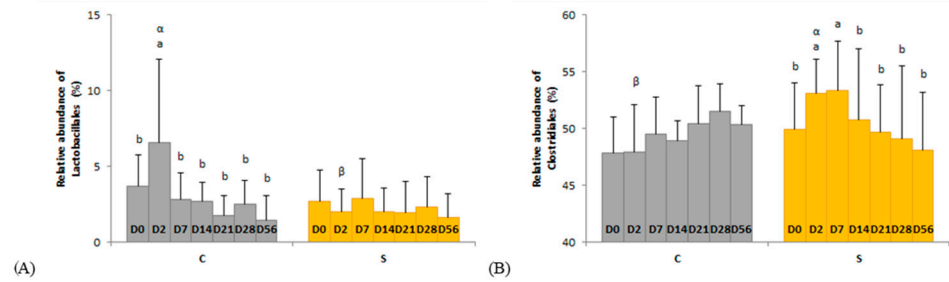 15
10
5
0
Relative abundance of
Lactobacillales (%)
b
α
a
b
b
b
b
b
β
D0 D2 D7 D14 D21 D28 D56
D0 D2 D7 D14 D21 D28 D56
C
S
(A)
60
55
50
45
40
Relative abundance of
Clostridiales (%)
β
b
α
a
a
b
b
b
b
D0 D2 D7 D14 D21 D28 D56
D0 D2 D7 D14 D21 D28 D56
C
S
(B)